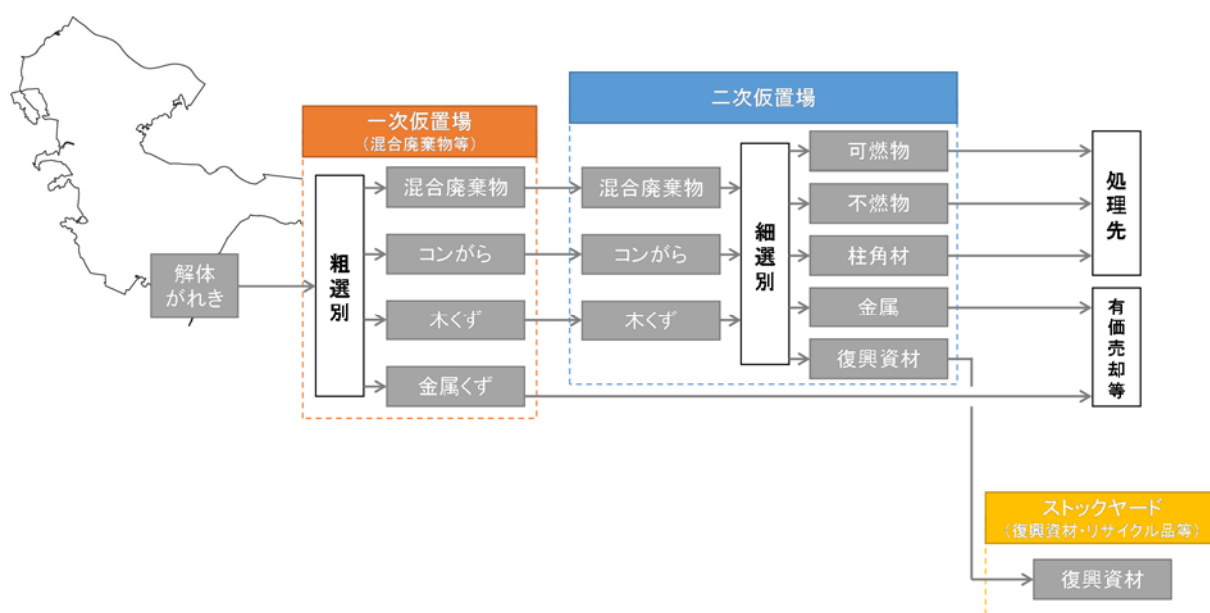 解体
がれき
一次仮置場
（混合廃棄物等）
粗選別
混合廃棄物
コンがら
木くず
金属くず
二次仮置場
混合廃棄物
コンがら
木くず
細選別
可燃物
不燃物
柱角材
金属
復興資材
処理先
有価売却等
ストックヤード
（復興資材・リサイクル品等）
復興資材